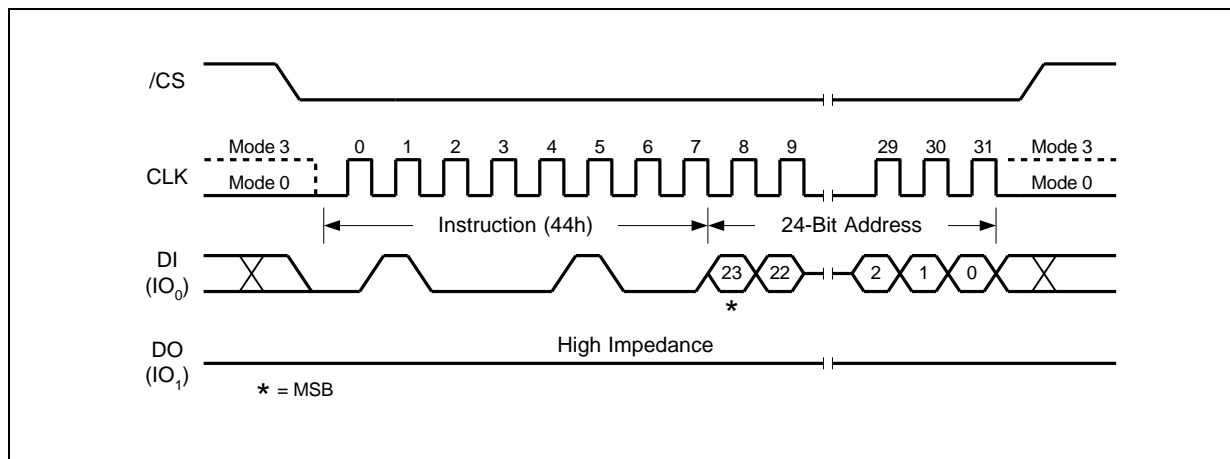 /CS
Mode 3 0 1 2 3 4 5 6 7 8 9 29 30 31 Mode 3
CLK
Mode 0 Mode 0
Instruction (44h) 24-Bit Address
DI
(IO0)
23 22 2 1 0
*
High Impedance
DO
(IO1)
* = MSB